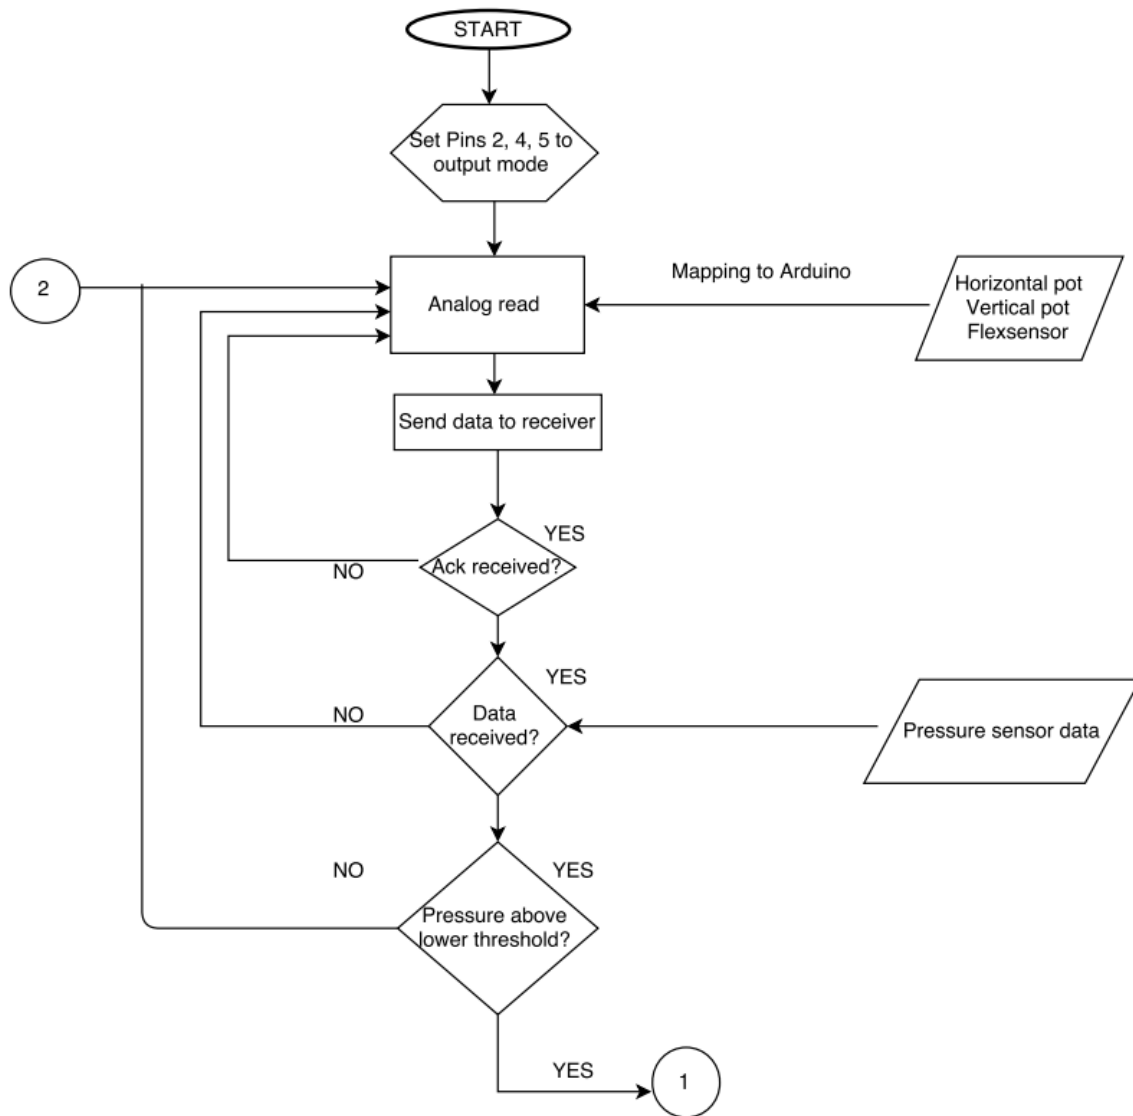 START
Set Pins 2, 4, 5 to
output mode
2
Mapping to Arduino
Horizontal pot
Vertical pot
Flexsensor
Analog read
Send data to receiver
YES
Ack received?
NO
YES
NO
Data
received?
Pressure sensor data
NO
YES
Pressure above
lower threshold?
YES
1